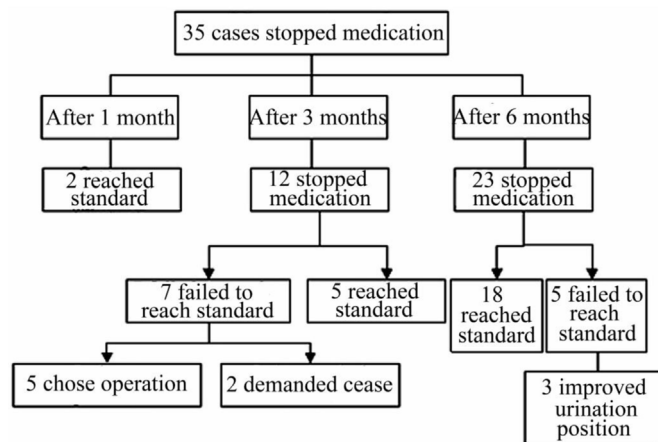 35 cases stopped medication
After 1 month
After 3 months
After 6 months
2 reached
standard
12 stopped
medication
23 stopped
medication
7 failed to
reach standard
5 reached
standard
18
reached
standard
5 failed to
reach
standard
5 chose operation
2 demanded cease
3 improved
urination
position